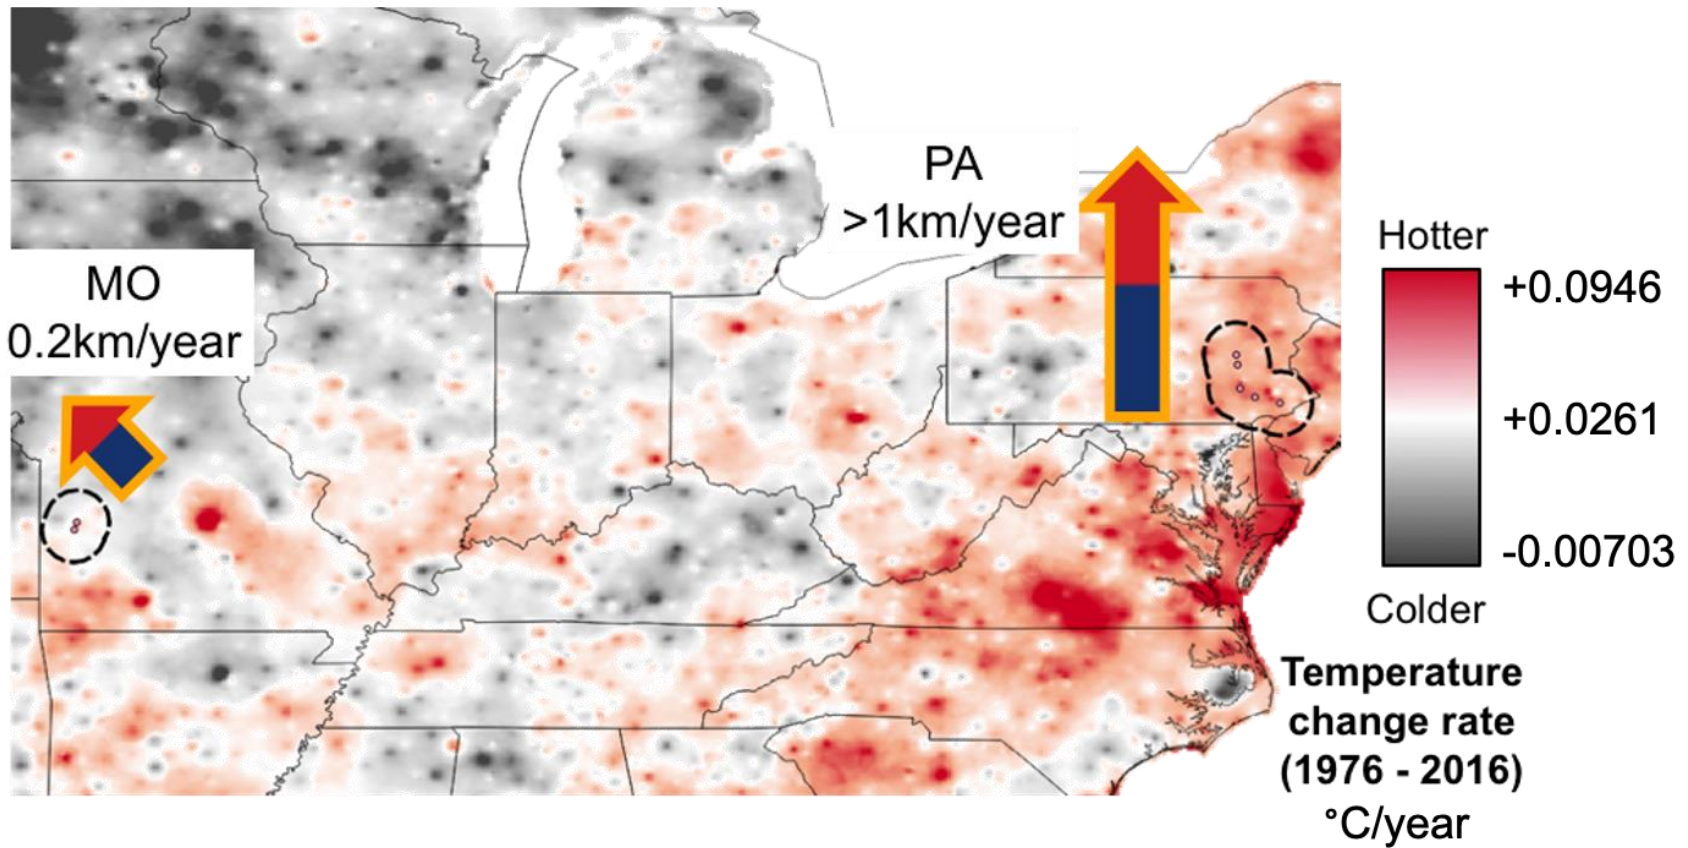 PA
>1km/year
MO
0.2km/year
Hotter
+0.0946
+0.0261
-0.00703
Colder
Temperature
change rate
(1976 - 2016)
°C/year